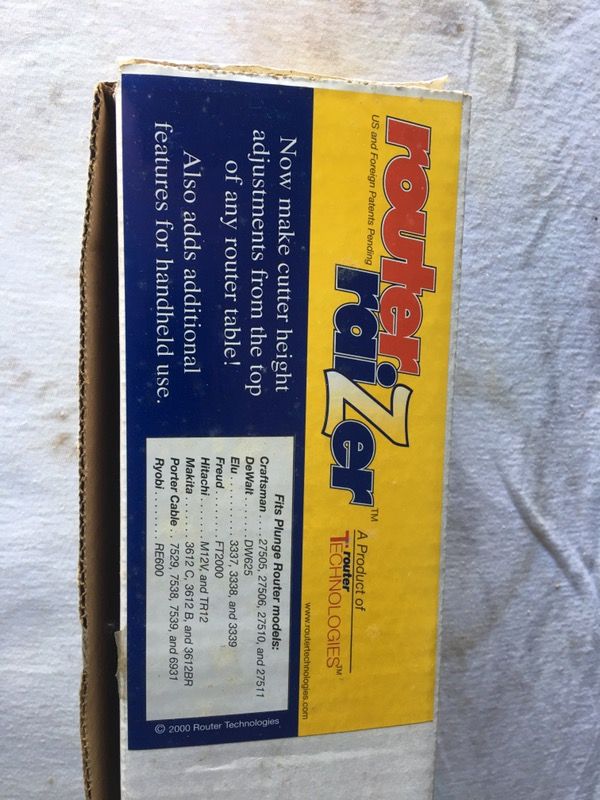 router raizer™
US and Foreign Patents Pending
A Product of
router
TECHNOLOGIES™
www.routertechnologies.com
Now make cutter height
adjustments from the top
of any router table!
Also adds additional
features for handheld use.
Fits Plunge Router models:
Craftsman .... 27505, 27506, 27510, and 27511
DeWalt ........ DW625
Elu ............ 3337, 3338, and 3339
Freud ......... FT2000
Hitachi ........ M12V, and TR12
Makita ........ 3612 C, 3612 B, and 3612BR
Porter Cable .. 7529, 7538, 7539, and 6931
Ryobi ......... RE600
© 2000 Router Technologies